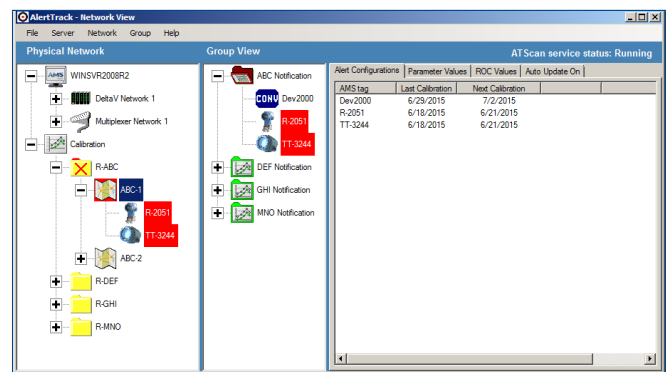 AlertTrack - Network View
File Server Network Group Help
Physical Network
Group View
ATScan service status: Running
AMS WINSVR2008R2
DeltaV Network 1
Multiplexer Network 1
Calibration
R-ABC
ABC-1
R-2051
TT-3244
ABC-2
R-DEF
R-GHI
R-MNO
ABC Notification
CONV Dev2000
R-2051
TT-3244
DEF Notification
GHI Notification
MNO Notification
Alert Configurations Parameter Values ROC Values Auto Update On
AMS tag Last Calibration Next Calibration
Dev2000 6/29/2015 7/2/2015
R-2051 6/18/2015 6/21/2015
TT-3244 6/18/2015 6/21/2015